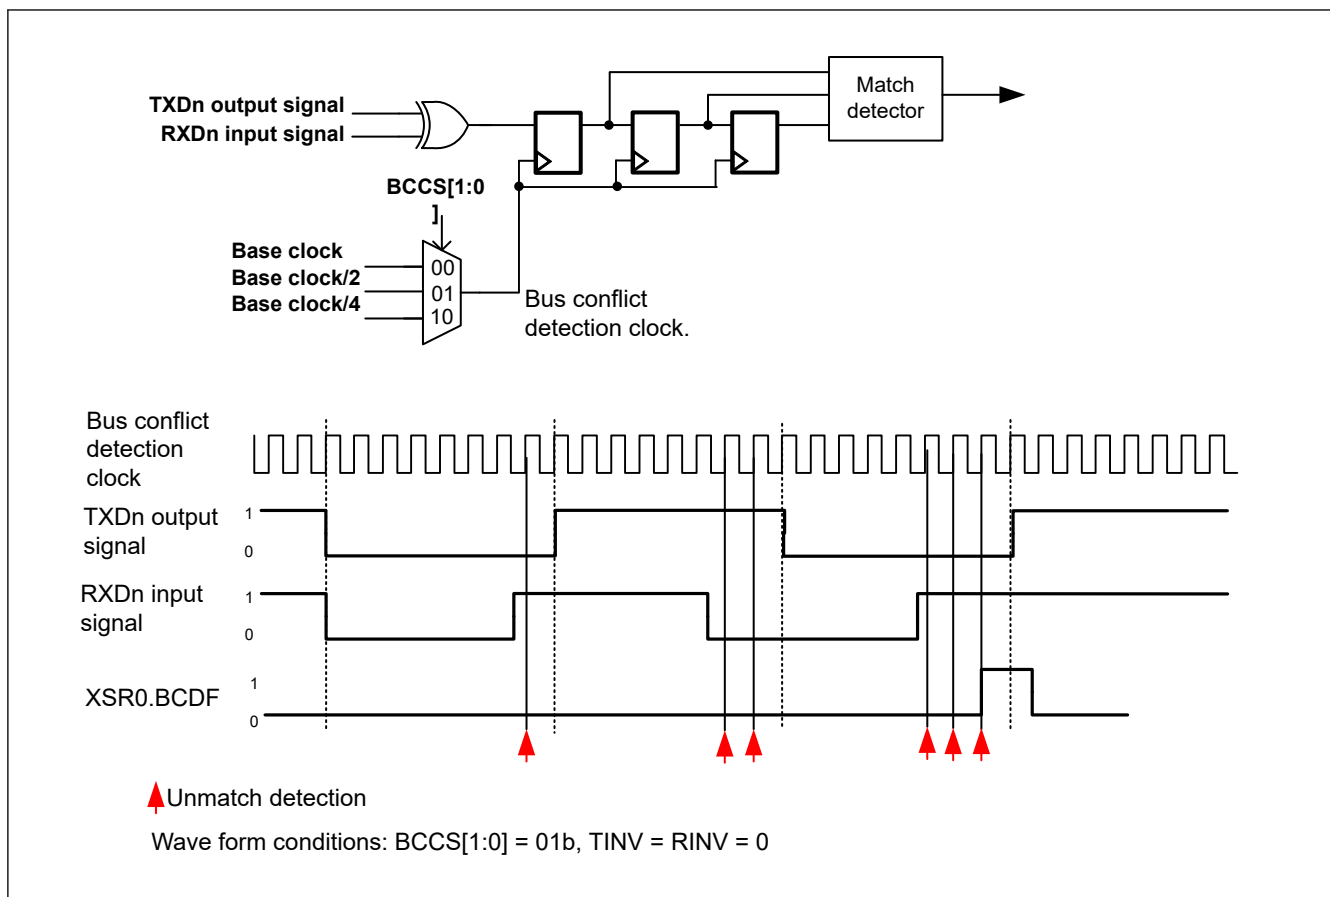 TXDn output signal
RXDn input signal
Match
detector
BCCS[1:0
]
Base clock
Base clock/2
Base clock/4
00
01
10
Bus conflict
detection clock.
Bus conflict
detection
clock
TXDn output
signal
1
0
RXDn input
signal
1
0
XSR0.BCDF
1
0
Unmatch detection
Wave form conditions: BCCS[1:0] = 01b, TINV = RINV = 0